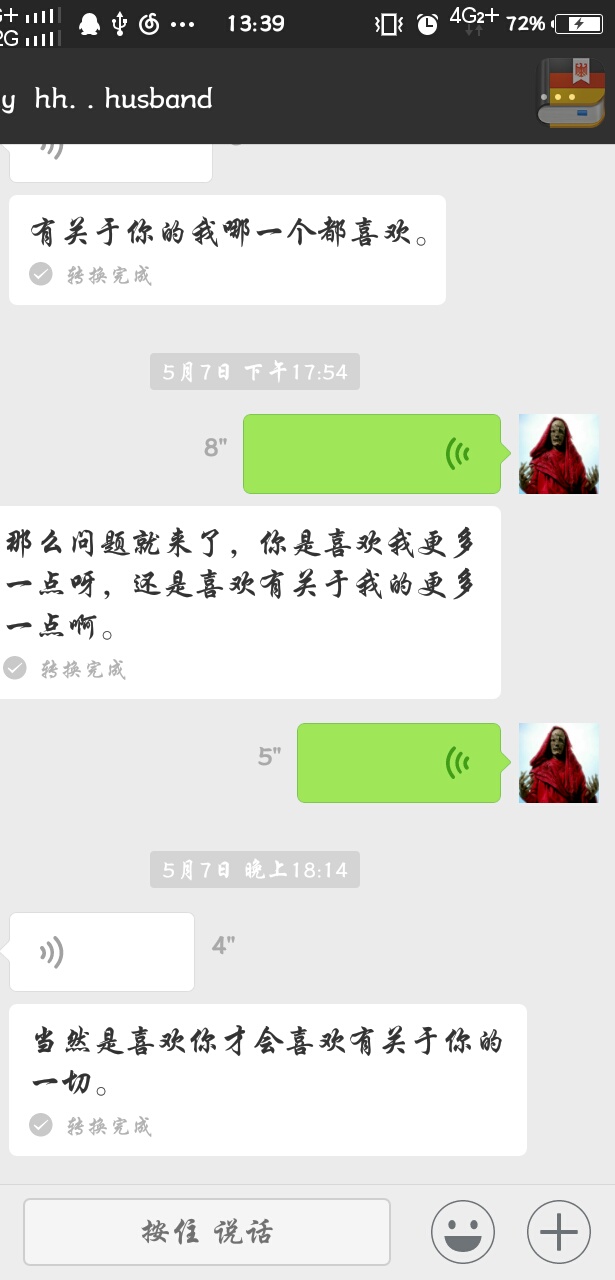 G+
2G
13:39
4G2+
72%
y hh. . husband
有关于你的我哪一个都喜欢。
转换完成
5月7日 下午17:54
8"
那么问题就来了，你是喜欢我更多
一点呀，还是喜欢有关于我的更多
一点啊。
转换完成
5"
5月7日 晚上18:14
4"
当然是喜欢你才会喜欢有关于你的
一切。
转换完成
按住 说话